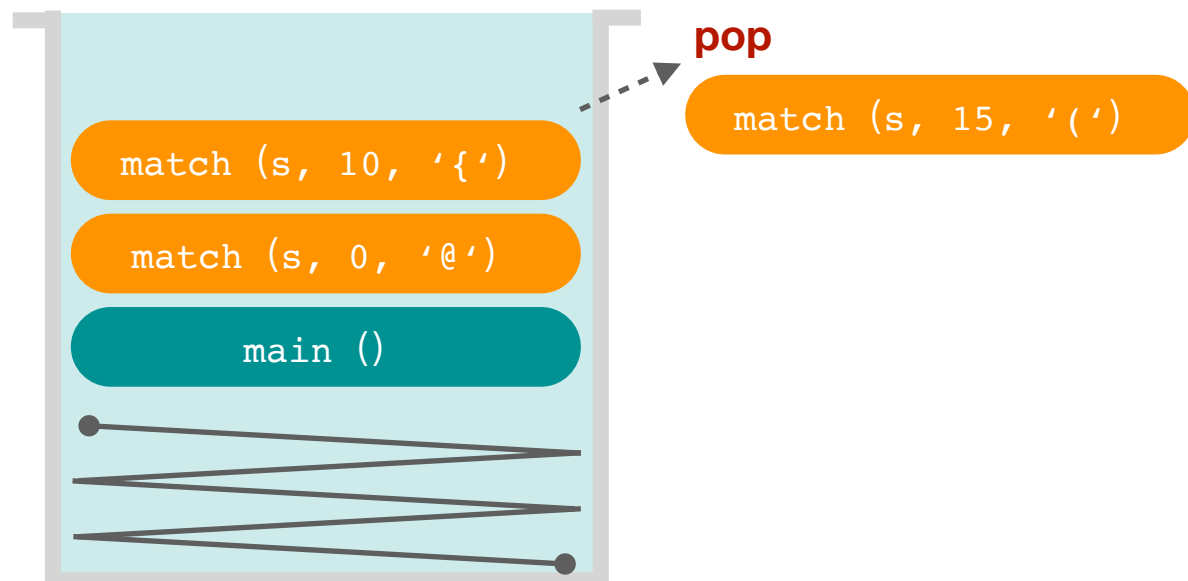 pop
match (s, 15, ‘(‘)
match (s, 10, ‘{‘)
match (s, 0, ‘@‘)
main ()